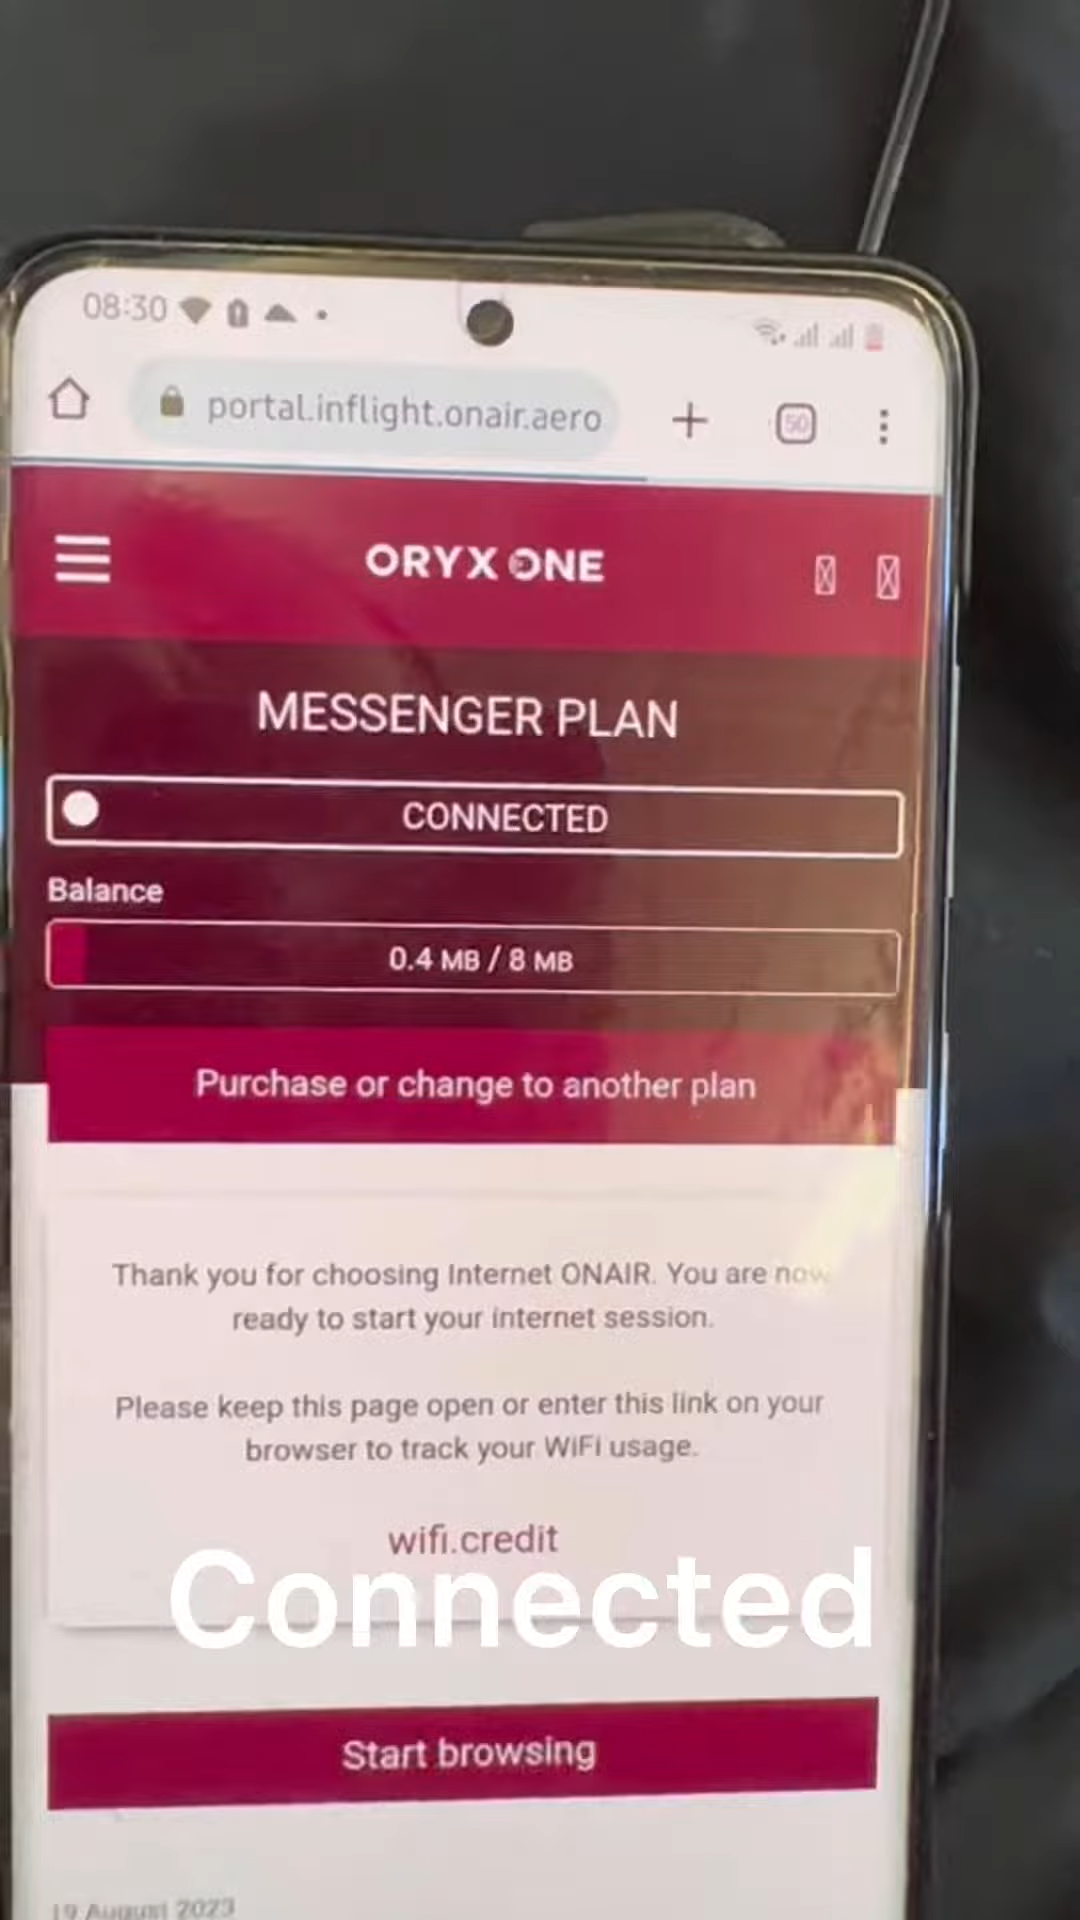 08:30
portal.inflight.onair.aero
50
ORYX ONE
MESSENGER PLAN
CONNECTED
Balance
0.4 MB / 8 MB
Purchase or change to another plan
Thank you for choosing Internet ONAIR. You are now
ready to start your internet session.
Please keep this page open or enter this link on your
browser to track your WiFi usage.
wifi.credit
Connected
Start browsing
19 August 2023